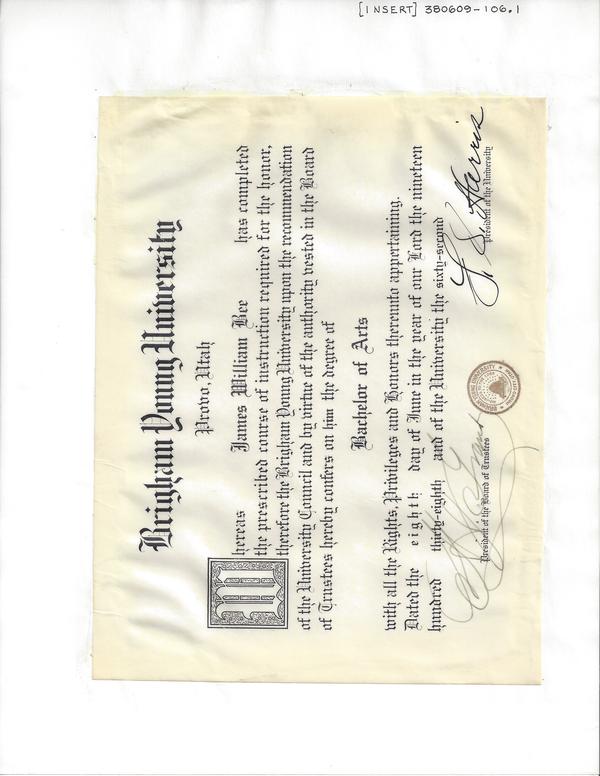 [INSERT] 380609-106.1
Brigham Young University
Provo, Utah
Whereas James William Bee has completed
the prescribed course of instruction required for the honor,
therefore the Brigham Young University upon the recommendation
of the University Council and by virtue of the authority vested in the Board
of Trustees hereby confers on him the degree of
Bachelor of Arts
with all the Rights, Privileges and Honors thereunto appertaining.
Dated the eighth day of June in the year of our Lord the nineteen
hundred thirty-eighth and of the University the sixty-second
President of the Board of Trustees
F. S. Harris
President of the University